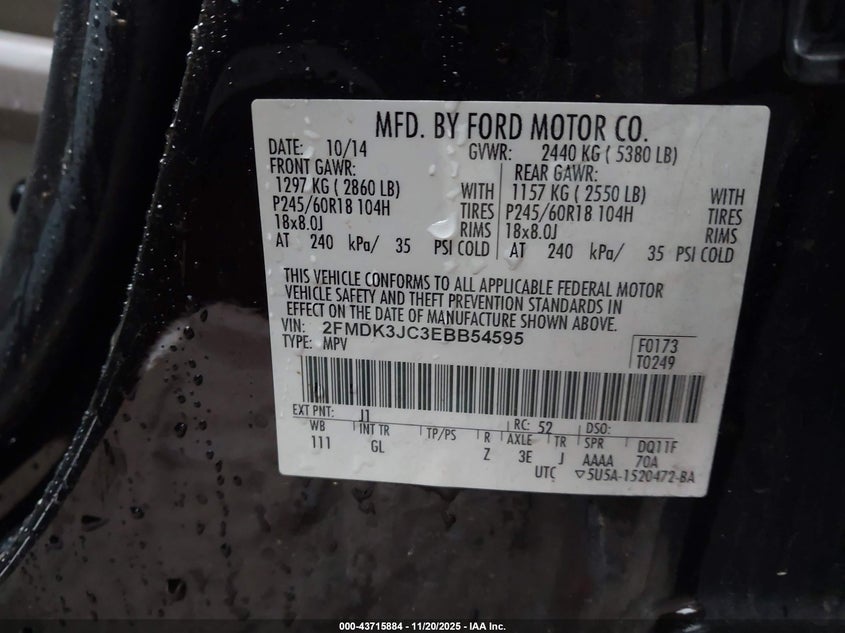 MFD. BY FORD MOTOR CO.
DATE: 10/14 GVWR: 2440 KG ( 5380 LB)
FRONT GAWR: REAR GAWR:
1297 KG ( 2860 LB) WITH 1157 KG ( 2550 LB) WITH
P245/60R18 104H TIRES P245/60R18 104H TIRES
18x8.0J RIMS 18x8.0J RIMS
AT 240 kPa/ 35 PSI COLD AT 240 kPa/ 35 PSI COLD
THIS VEHICLE CONFORMS TO ALL APPLICABLE FEDERAL MOTOR
VEHICLE SAFETY AND THEFT PREVENTION STANDARDS IN
EFFECT ON THE DATE OF MANUFACTURE SHOWN ABOVE.
VIN: 2FMDK3JC3EBB54595
TYPE: MPV F0173
T0249
EXT PNT: J1 RC: 52 DSO:
WB INT TR TP/PS R AXLE TR SPR DQ11F
111 GL Z 3E J AAAA 70A
UTC ▽5U5A-1520472-BA
000-43715884 - 11/20/2025 - IAA Inc.